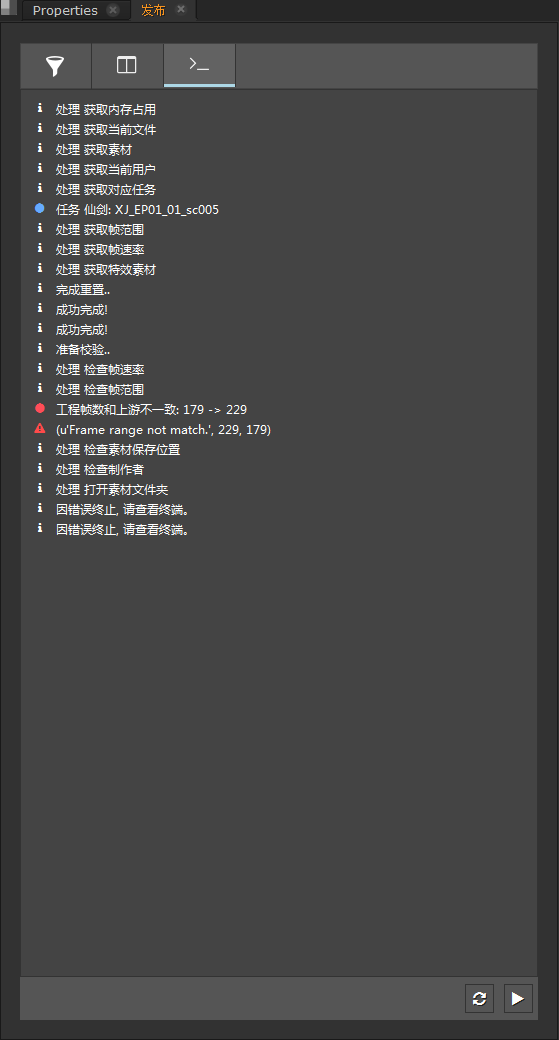 Properties
发布
处理 获取内存占用
处理 获取当前文件
处理 获取素材
处理 获取当前用户
处理 获取对应任务
任务 仙剑: XJ_EP01_01_sc005
处理 获取帧范围
处理 获取帧速率
处理 获取特效素材
完成重置..
成功完成!
成功完成!
准备校验..
处理 检查帧速率
处理 检查帧范围
工程帧数和上游不一致: 179 -> 229
(u'Frame range not match.', 229, 179)
处理 检查素材保存位置
处理 检查制作者
处理 打开素材文件夹
因错误终止, 请查看终端。
因错误终止, 请查看终端。